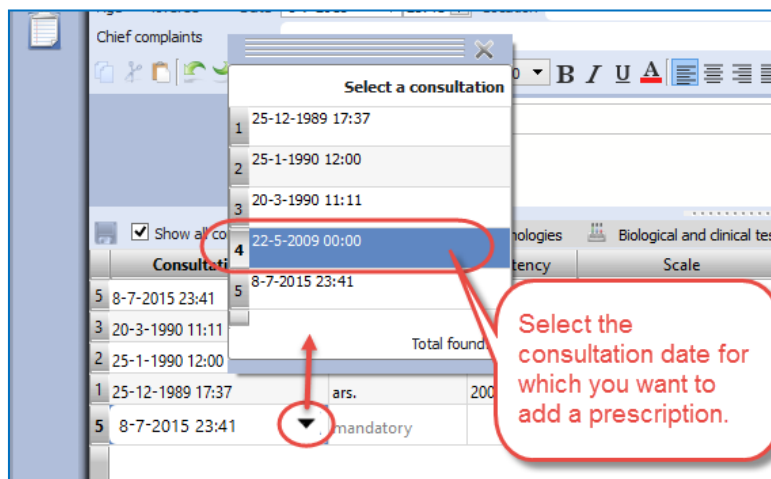 Chief complaints
B I U A
Select a consultation
1 25-12-1989 17:37
2 25-1-1990 12:00
3 20-3-1990 11:11
4 22-5-2009 00:00
5 8-7-2015 23:41
Total found
Show all co
nologies Biological and clinical tes
Consultati tency Scale
5 8-7-2015 23:41
3 20-3-1990 11:11
2 25-1-1990 12:00
1 25-12-1989 17:37 ars. 200
5 8-7-2015 23:41 mandatory
Select the
consultation date for
which you want to
add a prescription.